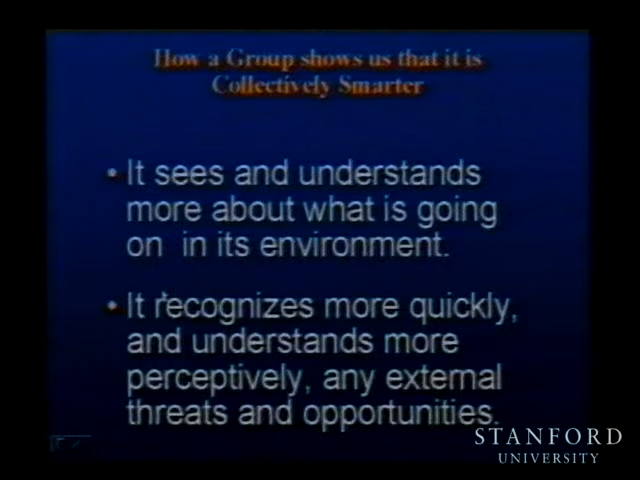 How a Group shows us that it is
Collectively Smarter
• It sees and understands
more about what is going
on in its environment.
• It recognizes more quickly,
and understands more
perceptively, any external
threats and opportunities.
STANFORD
UNIVERSITY